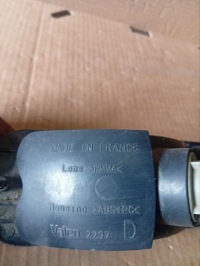 MADE IN FRANCE
Lens >PMMA<
Housing >ABS+PC<
Valeo 2297 D